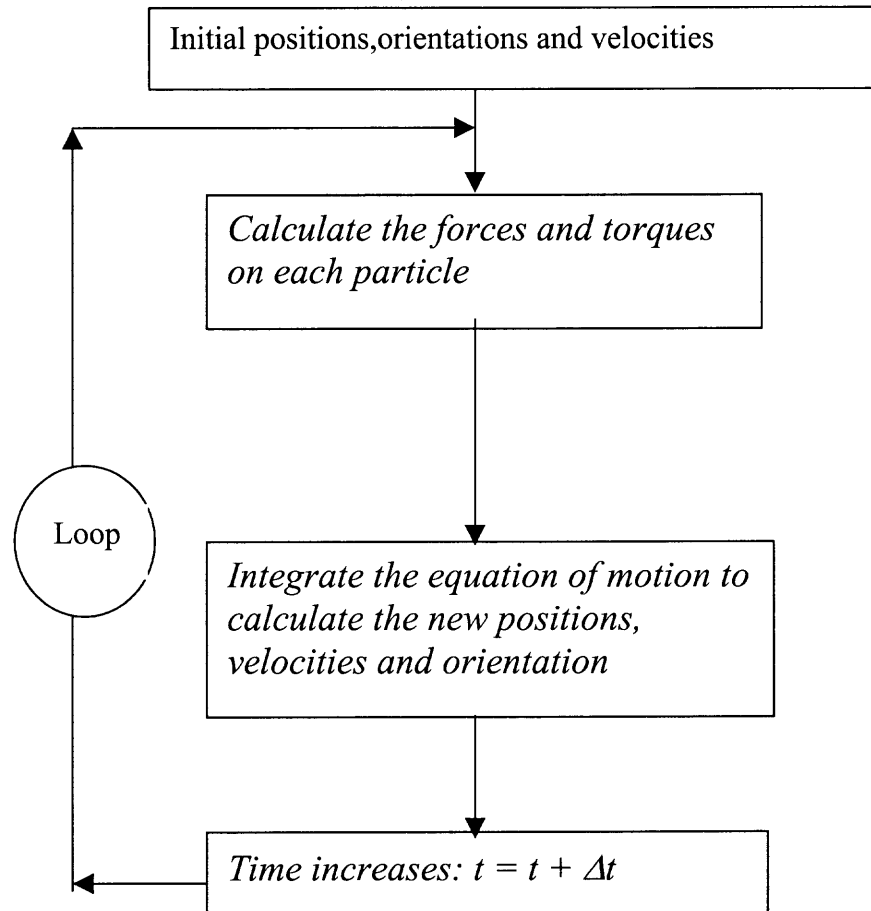 Initial positions,orientations and velocities
Calculate the forces and torques
on each particle
Loop
Integrate the equation of motion to
calculate the new positions,
velocities and orientation
Time increases: t = t + Δt